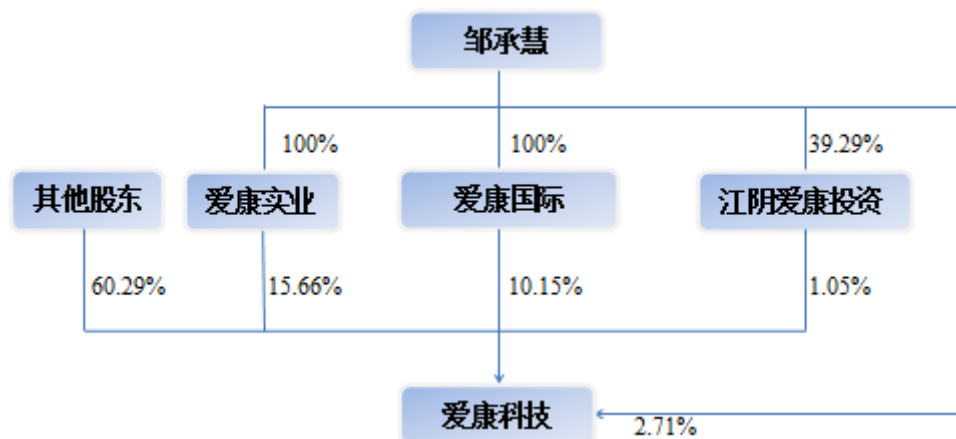 邹承慧
100%
100%
39.29%
其他股东
爱康实业
爱康国际
江阴爱康投资
60.29%
15.66%
10.15%
1.05%
爱康科技
2.71%